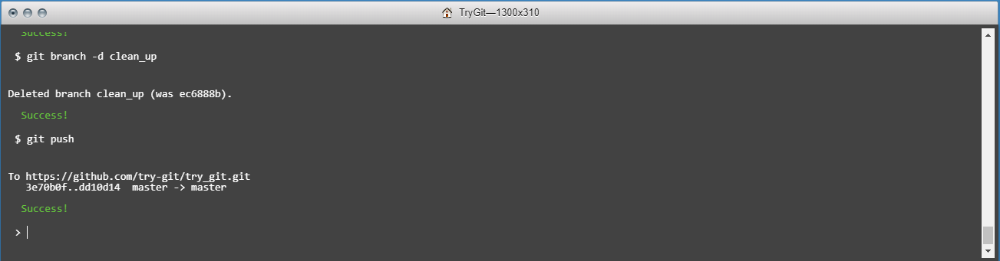 TryGit—1300x310
Success!
$ git branch -d clean_up
Deleted branch clean_up (was ec6888b).
Success!
$ git push
To https://github.com/try-git/try_git.git
3e70b0f..dd10d14 master -> master
Success!
>